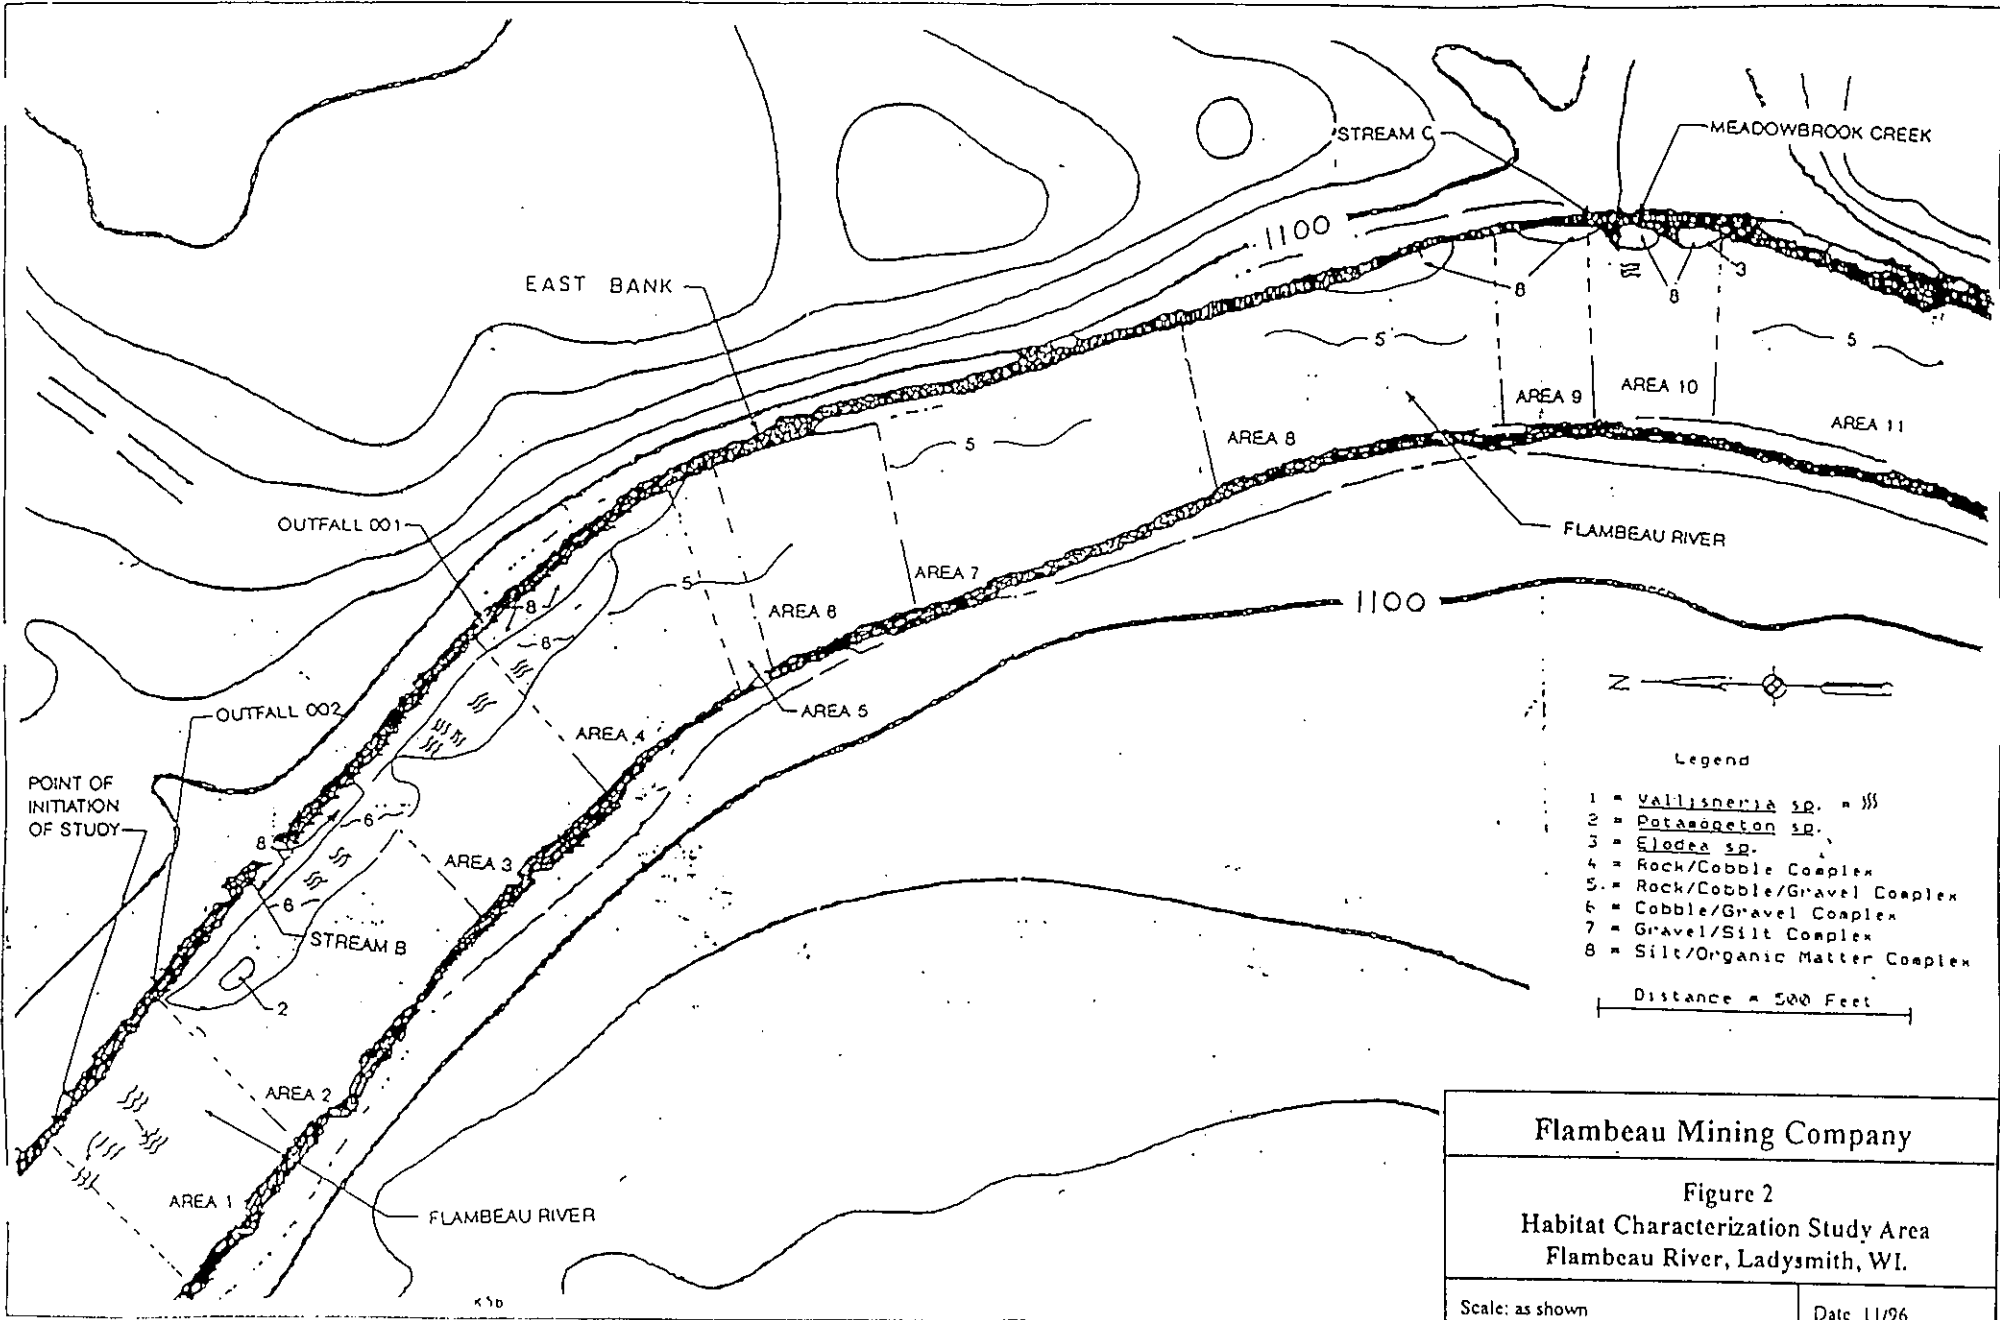 STREAM C
MEADOWBROOK CREEK
1100
EAST BANK
8
8
3
5
5
AREA 9
AREA 10
AREA 11
5
AREA 8
OUTFALL 001
FLAMBEAU RIVER
5
AREA 7
8
AREA 6
1100
8
OUTFALL 002
AREA 5
AREA 4
N
POINT OF
INITIATION
OF STUDY
6
8
AREA 3
6
STREAM B
2
AREA 2
AREA 1
FLAMBEAU RIVER
Legend
1 = Vallisneria sp. =
2 = Potamogeton sp.
3 = Elodea sp.
4 = Rock/Cobble Complex
5. = Rock/Cobble/Gravel Complex
6 = Cobble/Gravel Complex
7 = Gravel/Silt Complex
8 = Silt/Organic Matter Complex
Distance = 500 Feet
Flambeau Mining Company
Figure 2
Habitat Characterization Study Area
Flambeau River, Ladysmith, WI.
Scale: as shown
Date 11/96